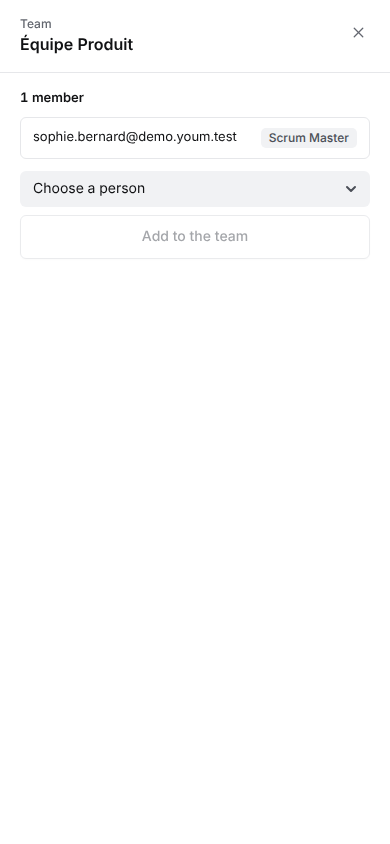 Team
Équipe Produit
1 member
sophie.bernard@demo.youm.test
Scrum Master
Choose a person
Add to the team